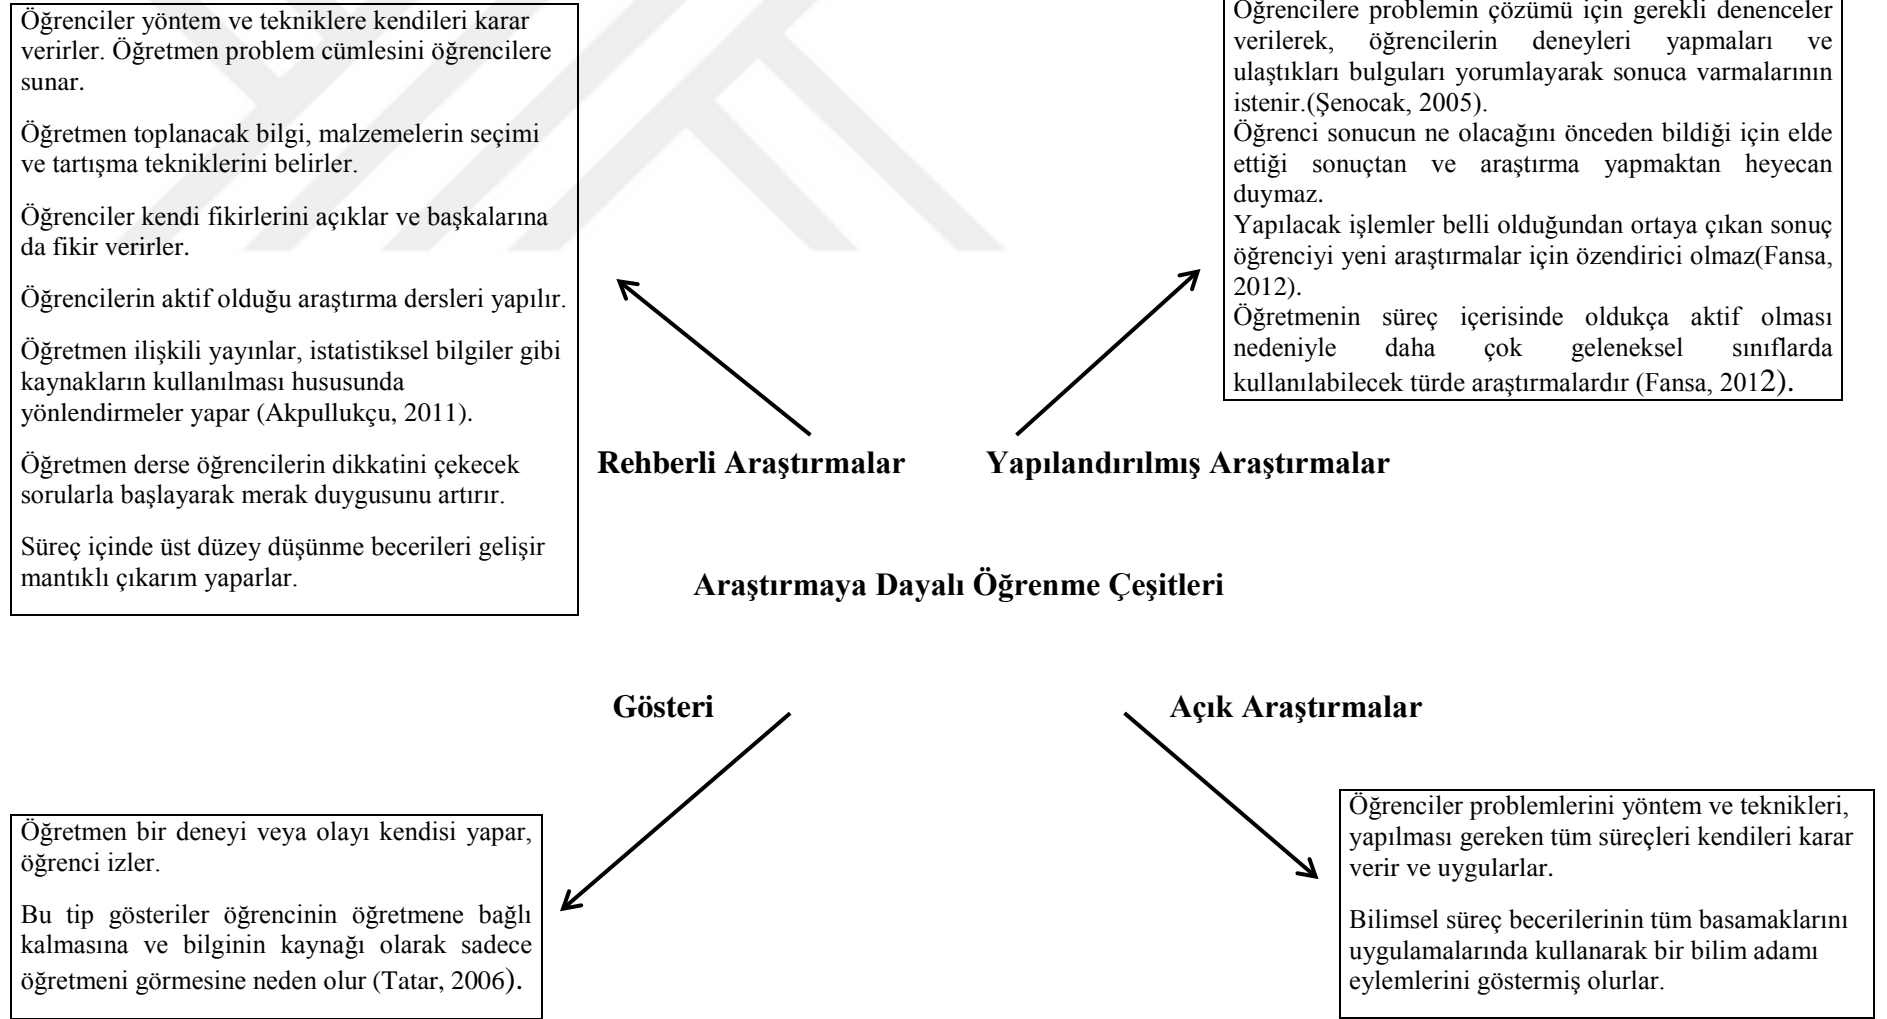 Öğrenciler yöntem ve tekniklere kendileri karar
verirler. Öğretmen problem cümlesini öğrencilere
sunar.
Öğretmen toplanacak bilgi, malzemelerin seçimi
ve tartışma tekniklerini belirler.
Öğrenciler kendi fikirlerini açıklar ve başkalarına
da fikir verirler.
Öğrencilerin aktif olduğu araştırma dersleri yapılır.
Öğretmen ilişkili yayınlar, istatistiksel bilgiler gibi
kaynakların kullanılması hususunda
yönlendirmeler yapar (Akpullukçu, 2011).
Öğretmen derse öğrencilerin dikkatini çekecek
sorularla başlayarak merak duygusunu artırır.
Süreç içinde üst düzey düşünme becerileri gelişir
mantıklı çıkarım yaparlar.
Öğrencilere problemin çözümü için gerekli denenceler
verilerek, öğrencilerin deneyleri yapmaları ve
ulaştıkları bulguları yorumlayarak sonuca varmalarının
istenir.(Şenocak, 2005).
Öğrenci sonucun ne olacağını önceden bildiği için elde
ettiği sonuçtan ve araştırma yapmaktan heyecan
duymaz.
Yapılacak işlemler belli olduğundan ortaya çıkan sonuç
öğrenciyi yeni araştırmalar için özendirici olmaz(Fansa,
2012).
Öğretmenin süreç içerisinde oldukça aktif olması
nedeniyle daha çok geleneksel sınıflarda
kullanılabilecek türde araştırmalardır (Fansa, 2012).
Rehberli Araştırmalar
Yapılandırılmış Araştırmalar
Araştırmaya Dayalı Öğrenme Çeşitleri
Gösteri
Açık Araştırmalar
Öğretmen bir deneyi veya olayı kendisi yapar,
öğrenci izler.
Bu tip gösteriler öğrencinin öğretmene bağlı
kalmasına ve bilginin kaynağı olarak sadece
öğretmeni görmesine neden olur (Tatar, 2006).
Öğrenciler problemlerini yöntem ve teknikleri,
yapılması gereken tüm süreçleri kendileri karar
verir ve uygularlar.
Bilimsel süreç becerilerinin tüm basamaklarını
uygulamalarında kullanarak bir bilim adamı
eylemlerini göstermiş olurlar.